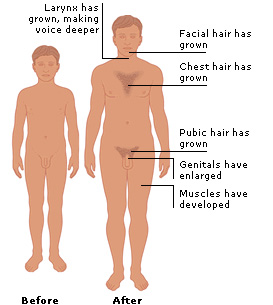 Larynx has
grown, making
voice deeper
Facial hair has
grown
Chest hair has
grown
Pubic hair has
grown
Genitals have
enlarged
Muscles have
developed
Before
After